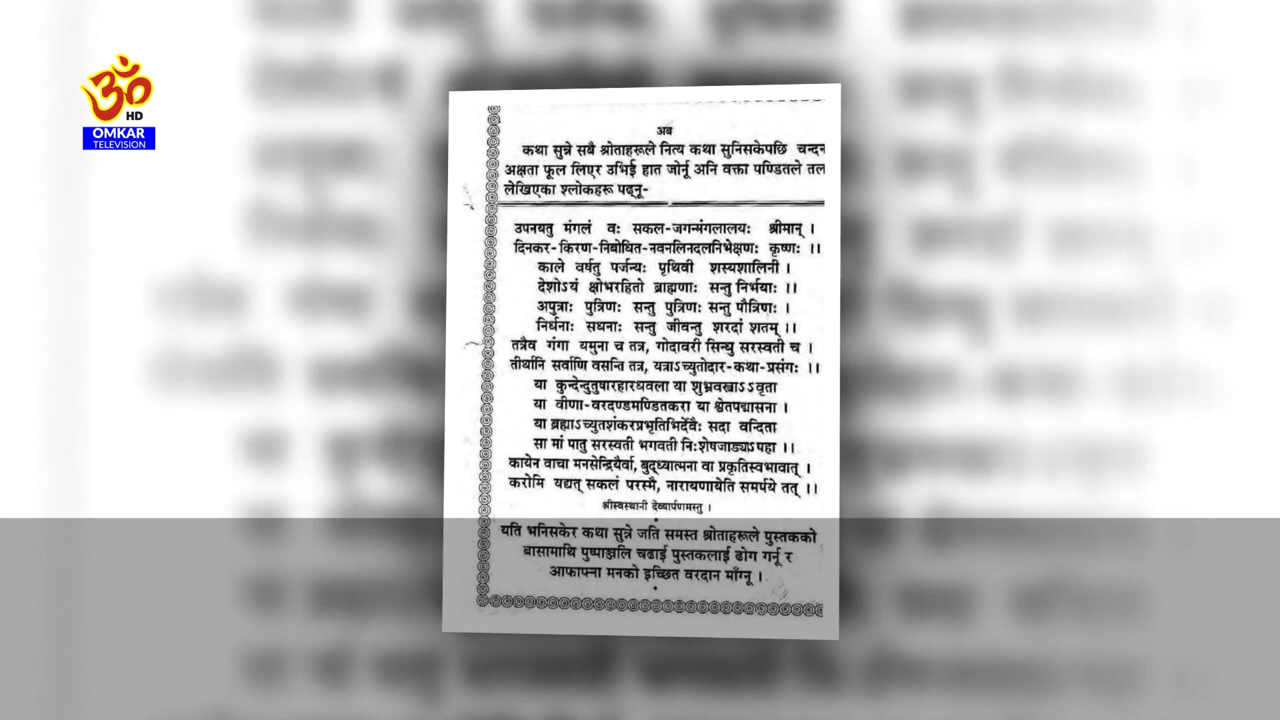 ॐ
HD
OMKAR
TELEVISION
अब
कथा सुन्ने सबै श्रोताहरूले नित्य कथा सुनिसकेपछि चन्दन
अक्षता फूल लिएर उभिई हात जोर्नू अनि वक्ता पण्डितले तल
लेखिएका श्लोकहरू पढ्नू-
उपनयतु मंगलं वः सकल-जगन्मंगलालयः श्रीमान् ।
दिनकर-किरण-निबोधित-नवनलिनदलनिभेक्षणः कृष्णः ।।
काले वर्षतु पर्जन्यः पृथिवी शस्यशालिनी ।
देशोऽयं क्षोभरहितो ब्राह्मणाः सन्तु निर्भयाः ।।
अपुत्राः पुत्रिणः सन्तु पुत्रिणः सन्तु पौत्रिणः ।
निर्धनाः सधनाः सन्तु जीवन्तु शरदां शतम् ।।
तत्रैव गंगा यमुना च तत्र, गोदावरी सिन्धु सरस्वती च ।
तीर्थानि सर्वाणि वसन्ति तत्र, यत्राऽच्युतोदार-कथा-प्रसंगः ।।
या कुन्देन्दुतुषारहारधवला या शुभ्रवस्त्राऽऽवृता
या वीणा-वरदण्डमण्डितकरा या श्वेतपद्मासना ।
या ब्रह्माऽच्युतशंकरप्रभृतिभिर्देवैः सदा वन्दिता
सा मां पातु सरस्वती भगवती निःशेषजाड्याऽपहा ।।
कायेन वाचा मनसेन्द्रियैर्वा, बुद्ध्यात्मना वा प्रकृतिस्वभावात् ।
करोमि यद्यत् सकलं परस्मै, नारायणायेति समर्पये तत् ।।
श्रीस्वस्थानी देव्यार्पणमस्तु ।
यति भनिसकेर कथा सुन्ने जति समस्त श्रोताहरूले पुस्तकको
बासामाथि पुष्पाञ्जलि चढाई पुस्तकलाई ढोग गर्नू र
आफाफ्ना मनको इच्छित वरदान माँग्नू ।